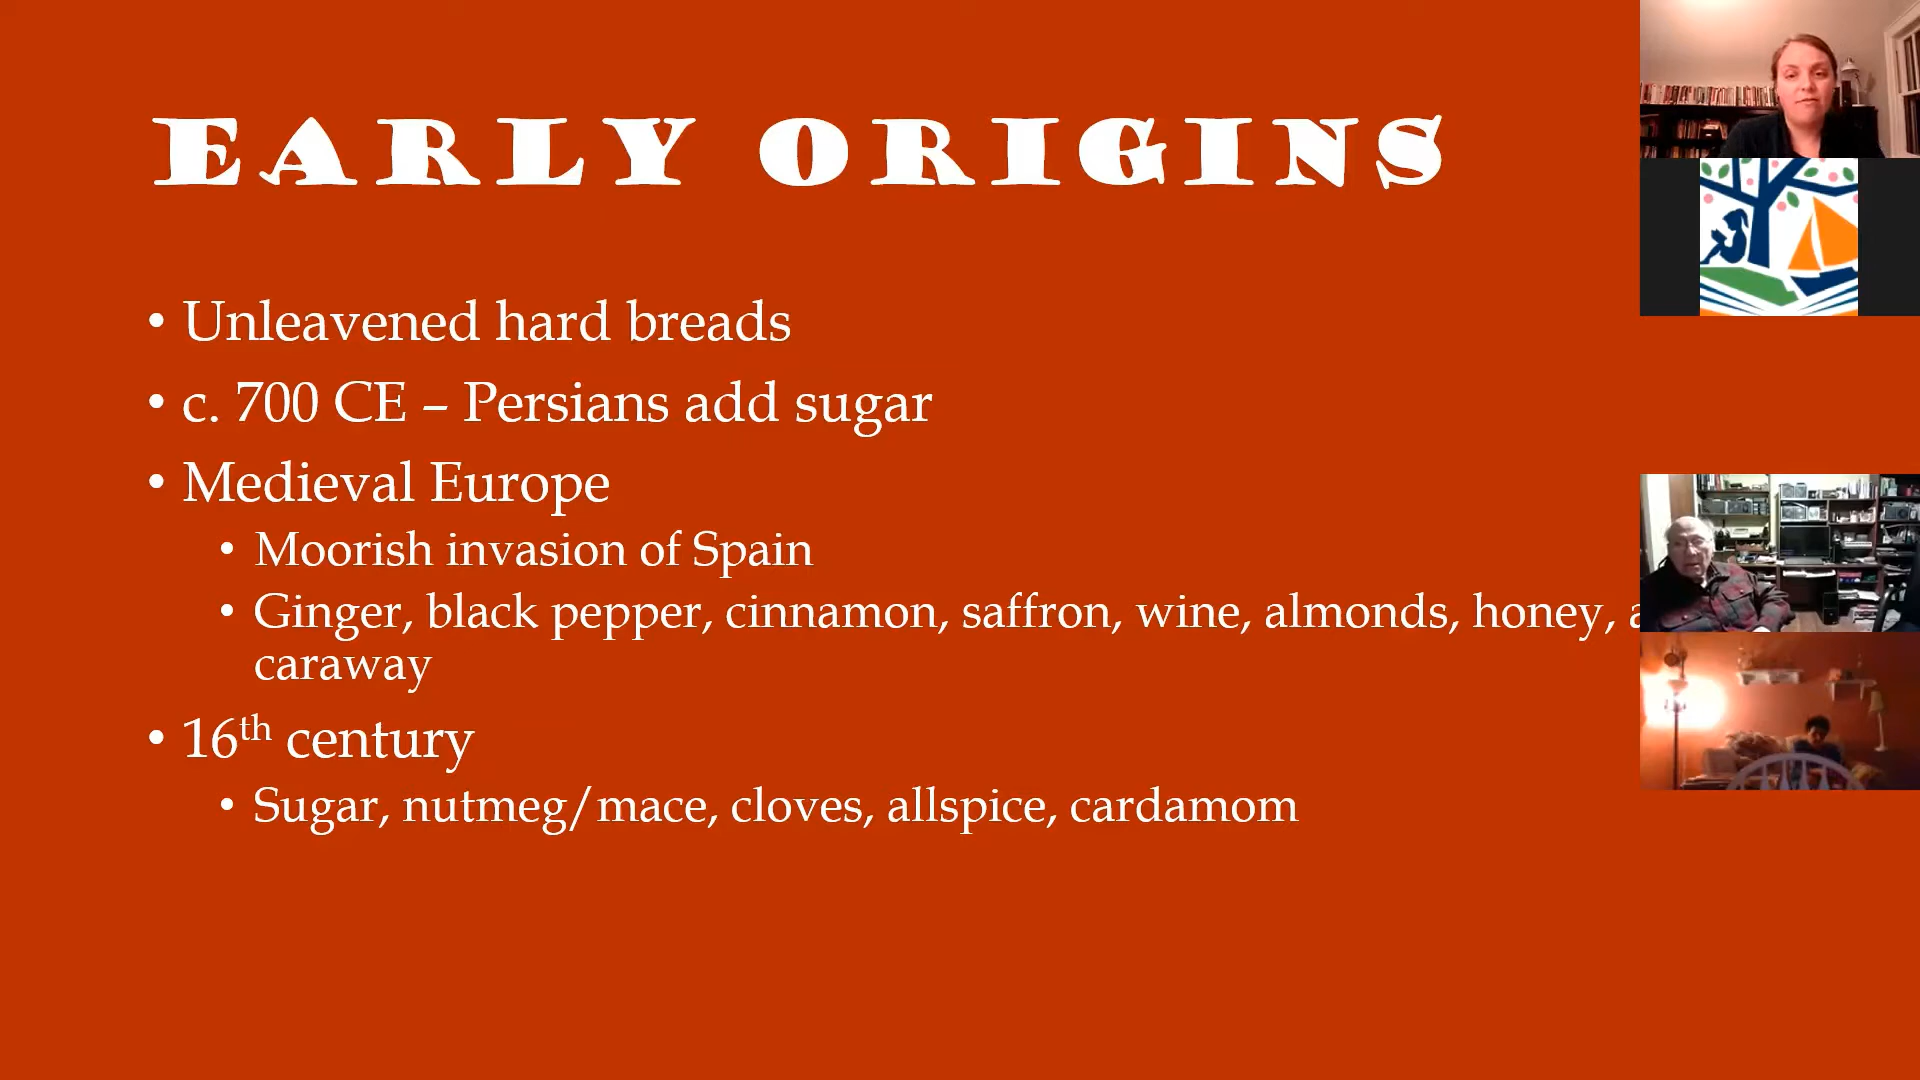 EARLY ORIGINS
• Unleavened hard breads
• c. 700 CE – Persians add sugar
• Medieval Europe
• Moorish invasion of Spain
• Ginger, black pepper, cinnamon, saffron, wine, almonds, honey,
caraway
• 16th century
• Sugar, nutmeg/mace, cloves, allspice, cardamom